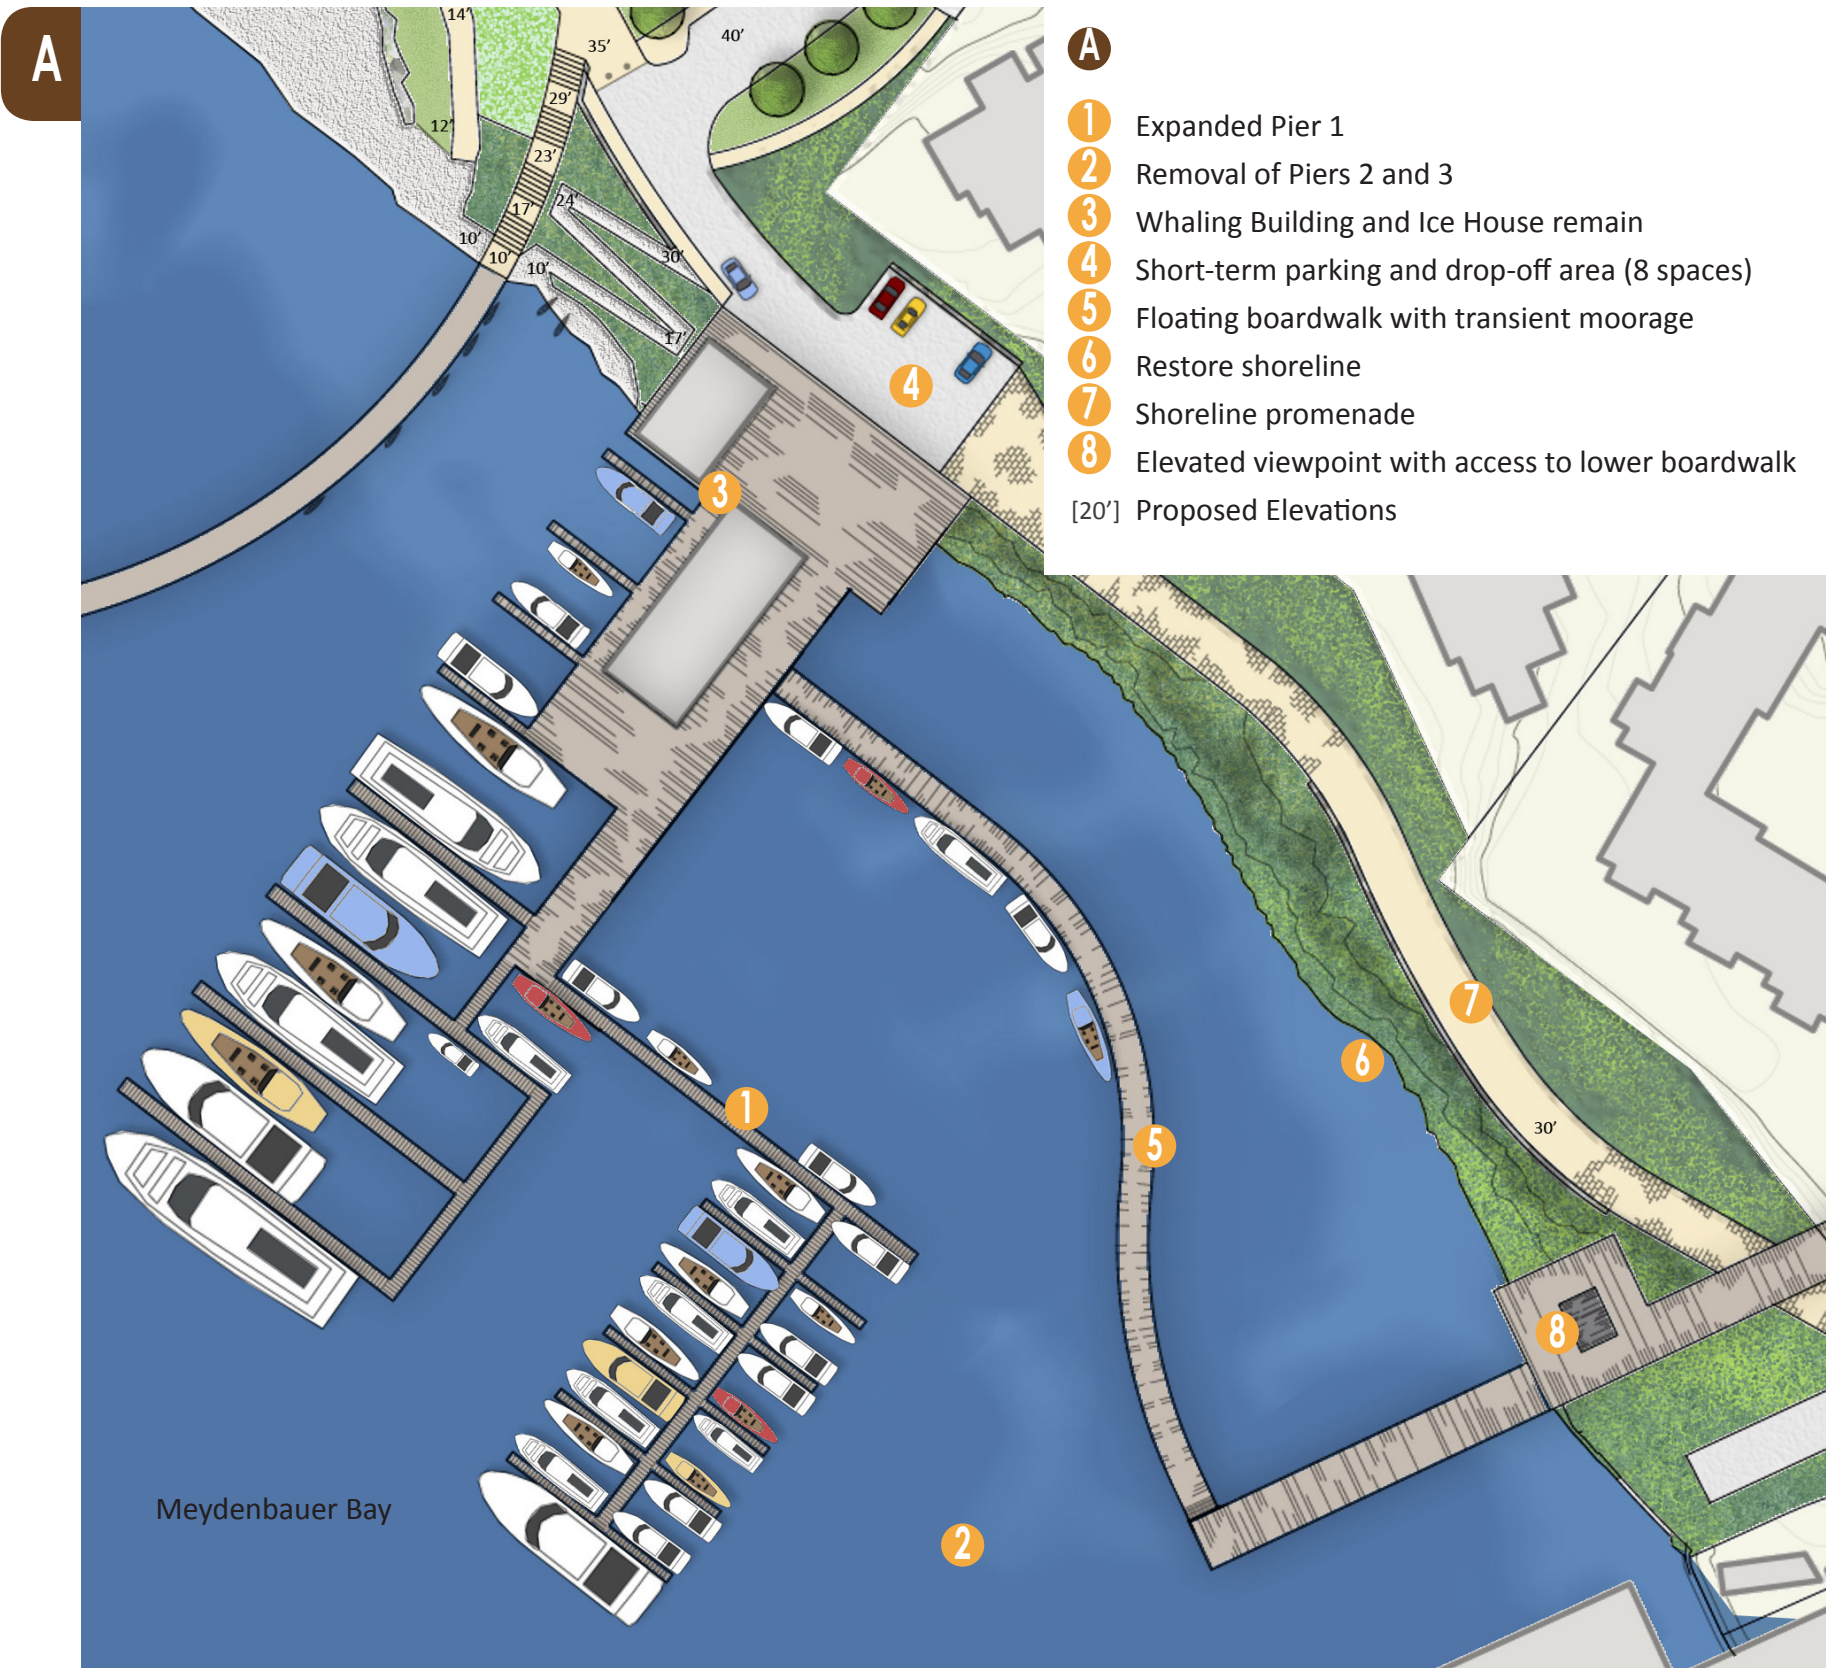 A
A
1 Expanded Pier 1
2 Removal of Piers 2 and 3
3 Whaling Building and Ice House remain
4 Short-term parking and drop-off area (8 spaces)
5 Floating boardwalk with transient moorage
6 Restore shoreline
7 Shoreline promenade
8 Elevated viewpoint with access to lower boardwalk
[20’] Proposed Elevations
14’
35’
40’
29’
12’
23’
24’
17’
10’
10’
10’
30’
17’
4
3
7
6
1
30’
5
8
Meydenbauer Bay
2